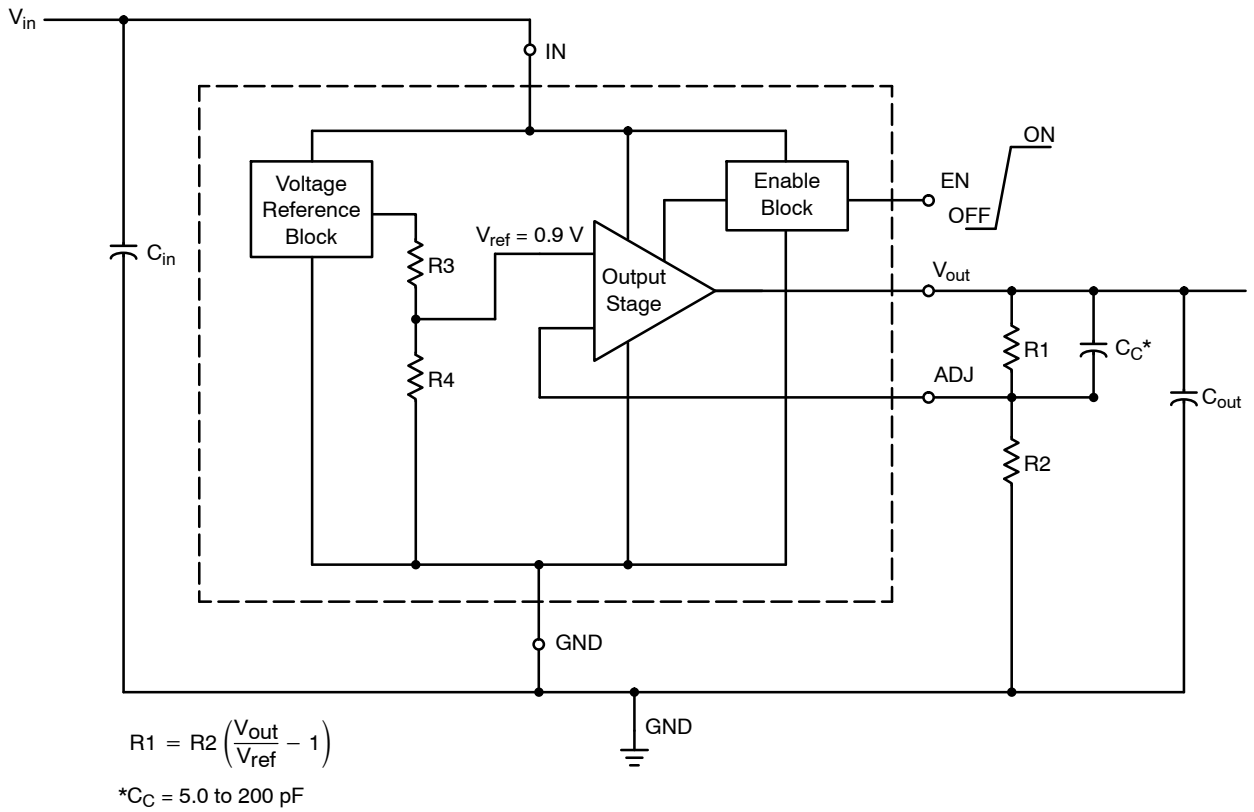 Vin
IN
ON
Voltage
Reference
Block
Enable
Block
EN
OFF
Cin
R3
Vref = 0.9 V
Output
Stage
Vout
R4
R1
CC*
ADJ
Cout
R2
GND
GND
R1 = R2 (Vout/Vref − 1)
*CC = 5.0 to 200 pF